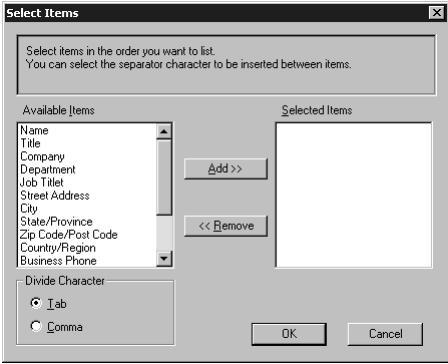 Select Items
Select items in the order you want to list.
You can select the separator character to be inserted between items.
Available Items
Selected Items
Name
Title
Company
Department
Job Titlet
Street Address
City
State/Province
Zip Code/Post Code
Country/Region
Business Phone
Add >>
<< Remove
Divide Character
Tab
Comma
OK
Cancel